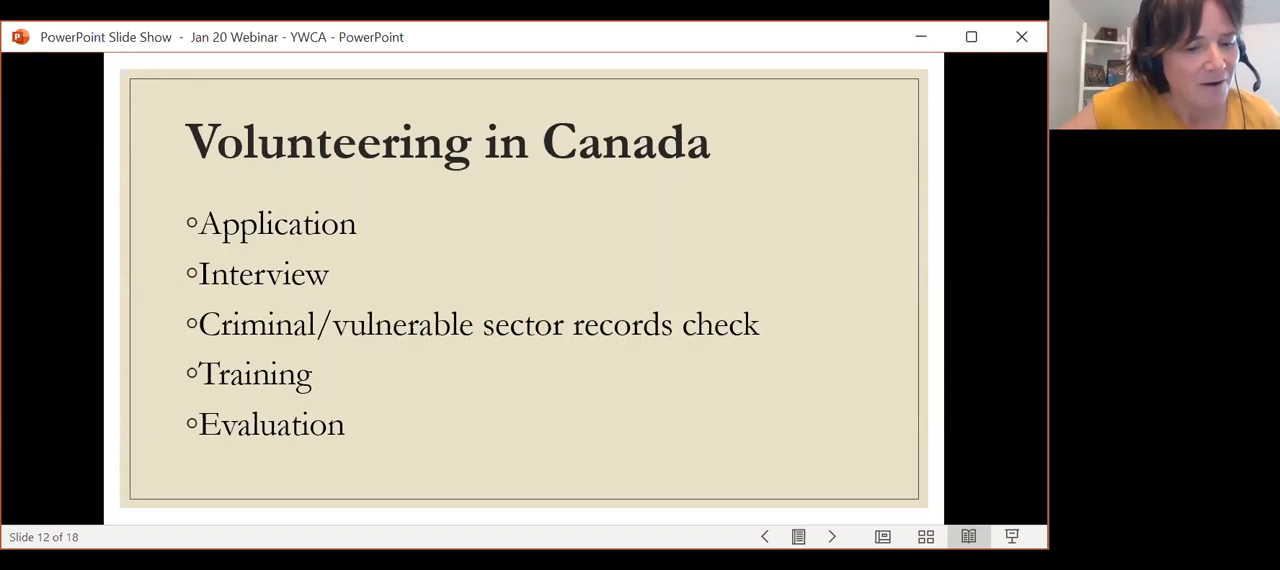 PowerPoint Slide Show - Jan 20 Webinar - YWCA - PowerPoint
Volunteering in Canada
Application
Interview
Criminal/vulnerable sector records check
Training
Evaluation
Slide 12 of 18